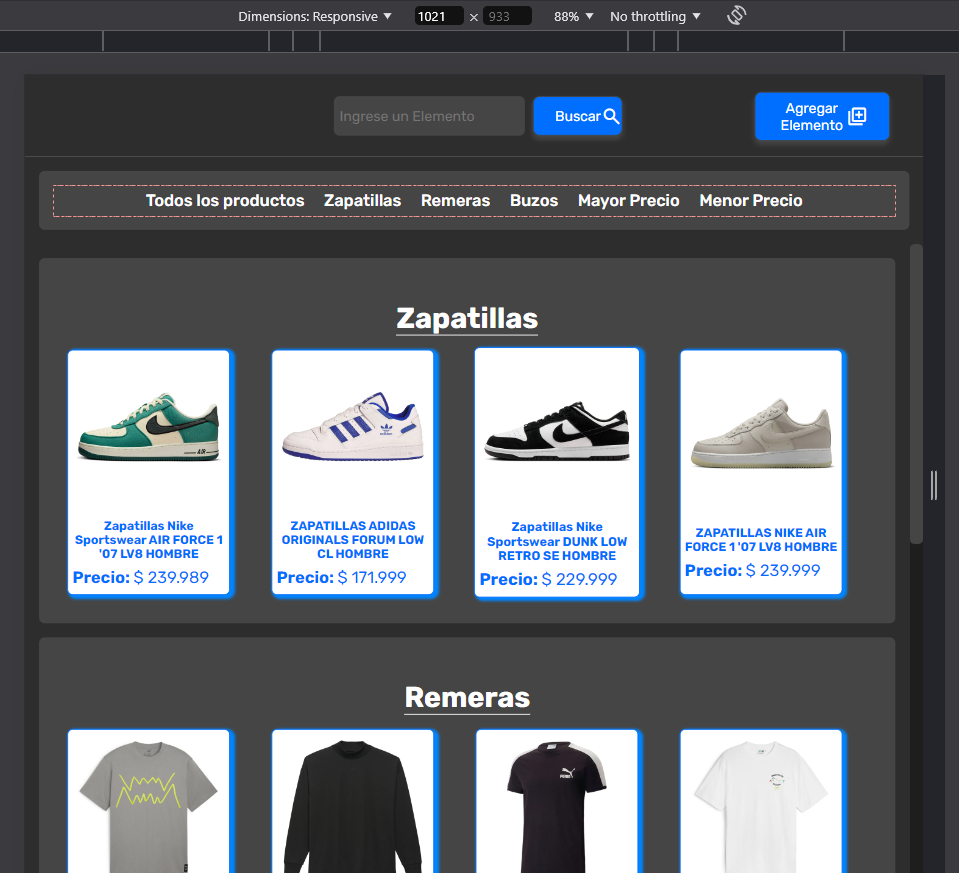 Dimensions: Responsive 1021 × 933 88% No throttling
Ingrese un Elemento
Buscar
Agregar
Elemento
Todos los productos Zapatillas Remeras Buzos Mayor Precio Menor Precio
Zapatillas
AIR
Zapatillas Nike
Sportswear AIR FORCE 1
'07 LV8 HOMBRE
Precio: $ 239.989
ZAPATILLAS ADIDAS
ORIGINALS FORUM LOW
CL HOMBRE
Precio: $ 171.999
Zapatillas Nike
Sportswear DUNK LOW
RETRO SE HOMBRE
Precio: $ 229.999
ZAPATILLAS NIKE AIR
FORCE 1 '07 LV8 HOMBRE
Precio: $ 239.999
Remeras
PUMA